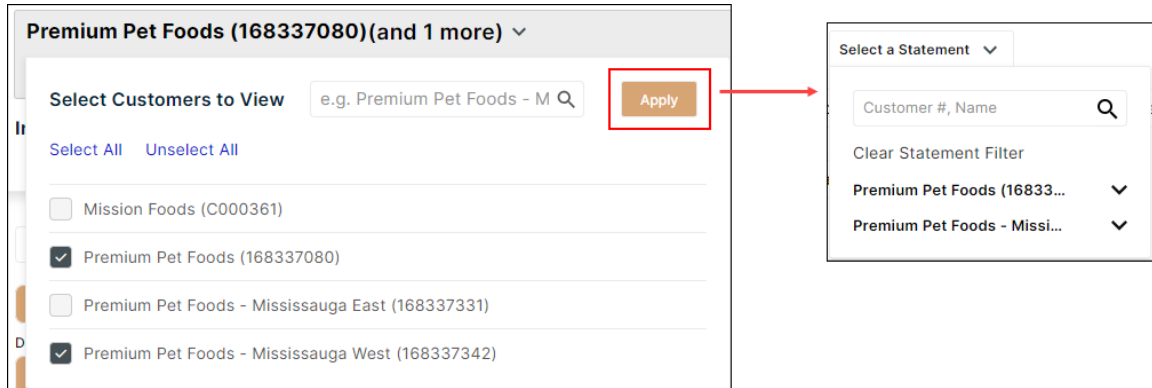 Premium Pet Foods (168337080)(and 1 more)
Select Customers to View
e.g. Premium Pet Foods - M
Apply
Select All Unselect All
Mission Foods (C000361)
Premium Pet Foods (168337080)
Premium Pet Foods - Mississauga East (168337331)
Premium Pet Foods - Mississauga West (168337342)
Select a Statement
Customer #, Name
Clear Statement Filter
Premium Pet Foods (16833...
Premium Pet Foods - Missi...